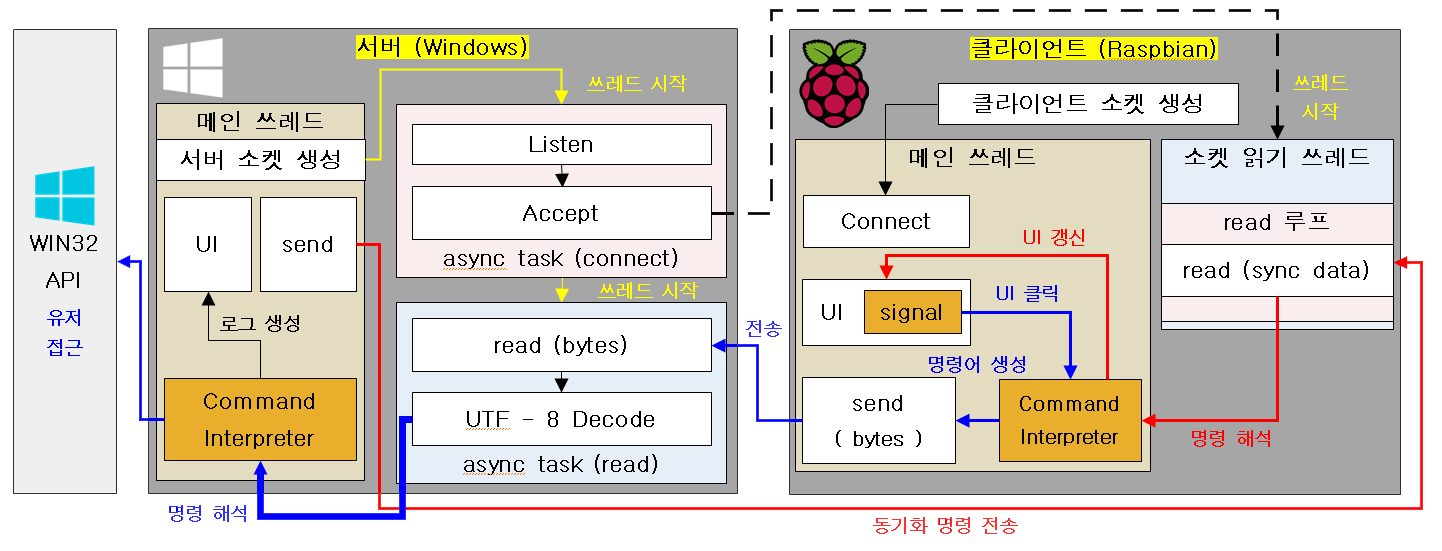 WIN32
API
유저
접근
서버 (Windows)
쓰레드 시작
메인 쓰레드
서버 소켓 생성
UI
send
로그 생성
Command
Interpreter
명령 해석
Listen
Accept
async task (connect)
쓰레드 시작
read (bytes)
UTF - 8 Decode
async task (read)
전송
클라이언트 (Raspbian)
클라이언트 소켓 생성
쓰레드
시작
메인 쓰레드
Connect
UI 갱신
UI
signal
UI 클릭
명령어 생성
send
( bytes )
Command
Interpreter
소켓 읽기 쓰레드
read 루프
read (sync data)
명령 해석
동기화 명령 전송